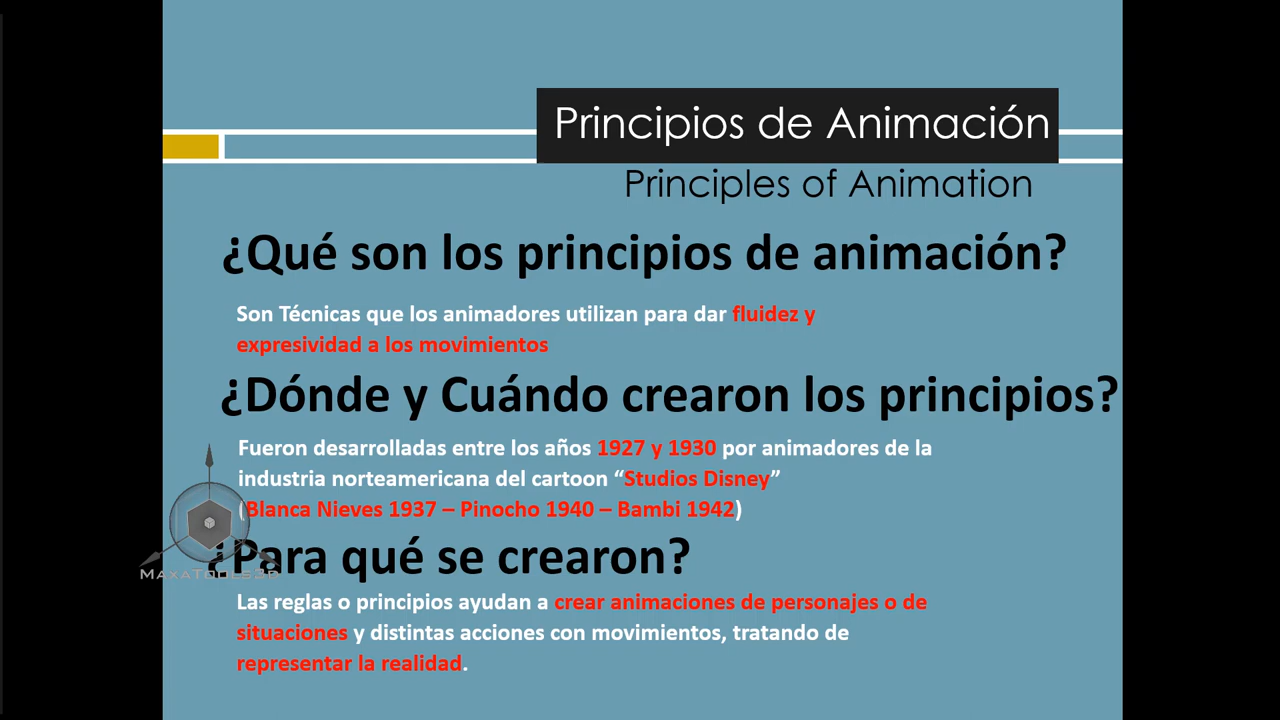 Principios de Animación
Principles of Animation
¿Qué son los principios de animación?
Son Técnicas que los animadores utilizan para dar fluidez y
expresividad a los movimientos
¿Dónde y Cuándo crearon los principios?
Fueron desarrolladas entre los años 1927 y 1930 por animadores de la
industria norteamericana del cartoon “Studios Disney”
(Blanca Nieves 1937 – Pinocho 1940 – Bambi 1942)
¿Para qué se crearon?
MaxaTools3D
Las reglas o principios ayudan a crear animaciones de personajes o de
situaciones y distintas acciones con movimientos, tratando de
representar la realidad.